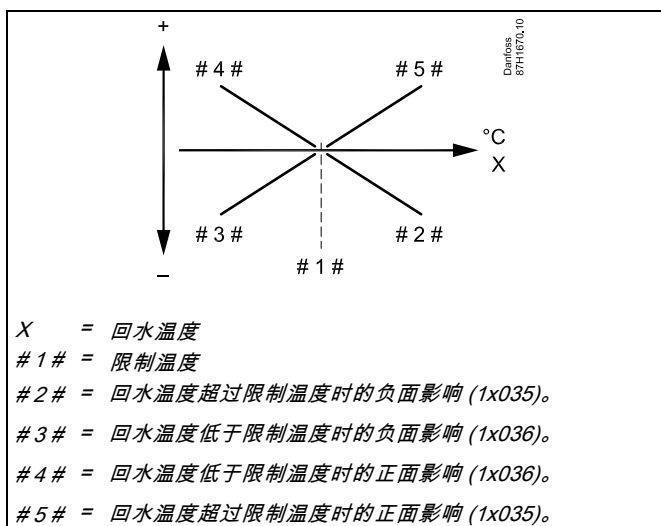 +
Danfoss
87H1670.10
#4#
#5#
°C
X
#3#
#2#
–
#1#
X = 回水温度
#1# = 限制温度
#2# = 回水温度超过限制温度时的负面影响 (1x035)。
#3# = 回水温度低于限制温度时的负面影响 (1x036)。
#4# = 回水温度低于限制温度时的正面影响 (1x036)。
#5# = 回水温度超过限制温度时的正面影响 (1x035)。